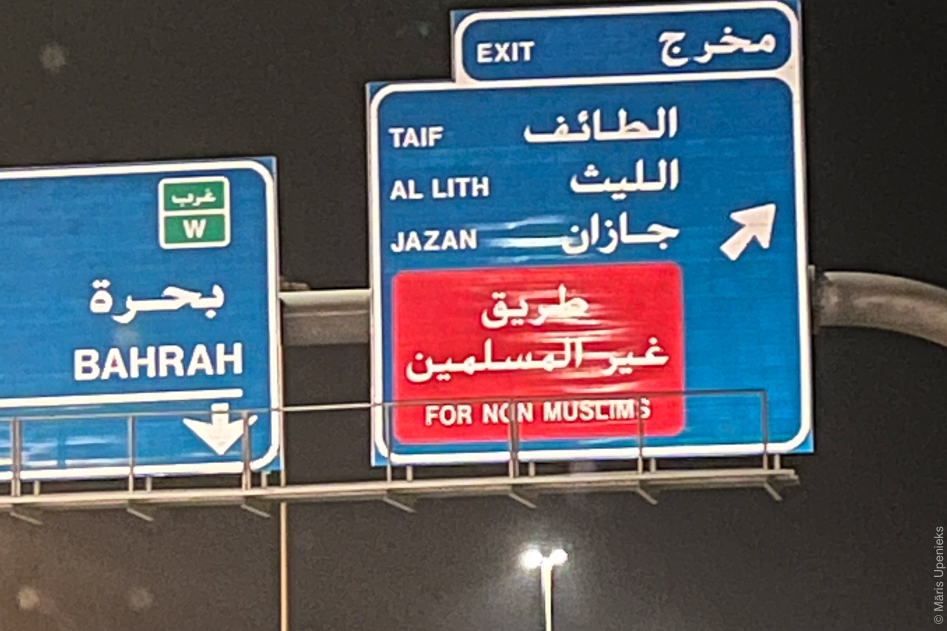 غرب
W
بحرة
BAHRAH
EXIT مخرج
TAIF الطائف
AL LITH الليث
JAZAN جازان
طريق
غير المسلمين
FOR NON MUSLIMS
© Māris Upenieks